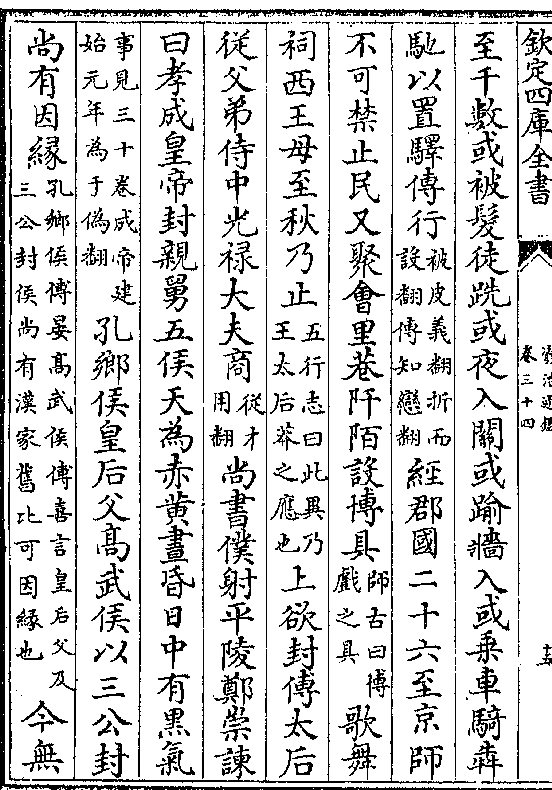 欽定四庫全書
卷三十四
至千數或被髮徒跣或夜入關或踰牆入或乘車騎犇
馳以置驛傳行被皮義翻折而設翻傳知戀翻經郡國二十六至京師
不可禁止民又聚會里巷阡陌設博具師古曰博戲之具歌舞
祠西王母至秋乃止五行志曰此異乃王太后莽之應也上欲封傅太后
從父弟侍中光祿大夫商從才用翻尚書僕射平陵鄭崇諫
曰孝成皇帝封親舅五侯天為赤黃晝昏日中有黑氣
事見三十卷成帝建始元年為于偽翻孔鄉侯皇后父高武侯以三公封
尚有因緣孔鄉侯傅晏高武侯傅喜言皇后父及三公封侯尚有漢家舊比可因緣也今無